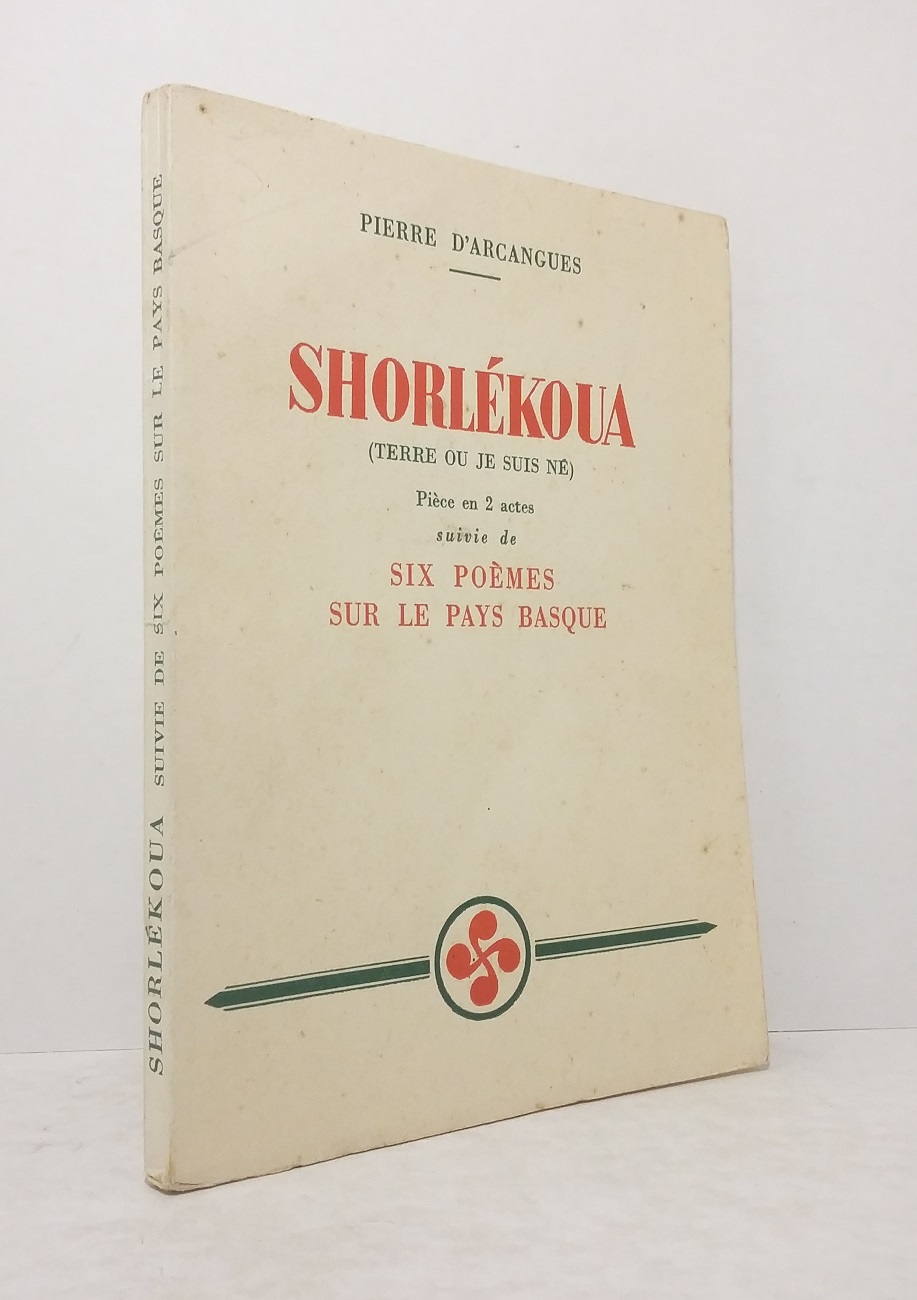 PIERRE D'ARCANGUES
SHORLÉKOUA
(TERRE OU JE SUIS NÉ)
Pièce en 2 actes
suivie de
SIX POÈMES
SUR LE PAYS BASQUE
SHORLÉKOUA SUIVIE DE SIX POEMES SUR LE PAYS BASQUE